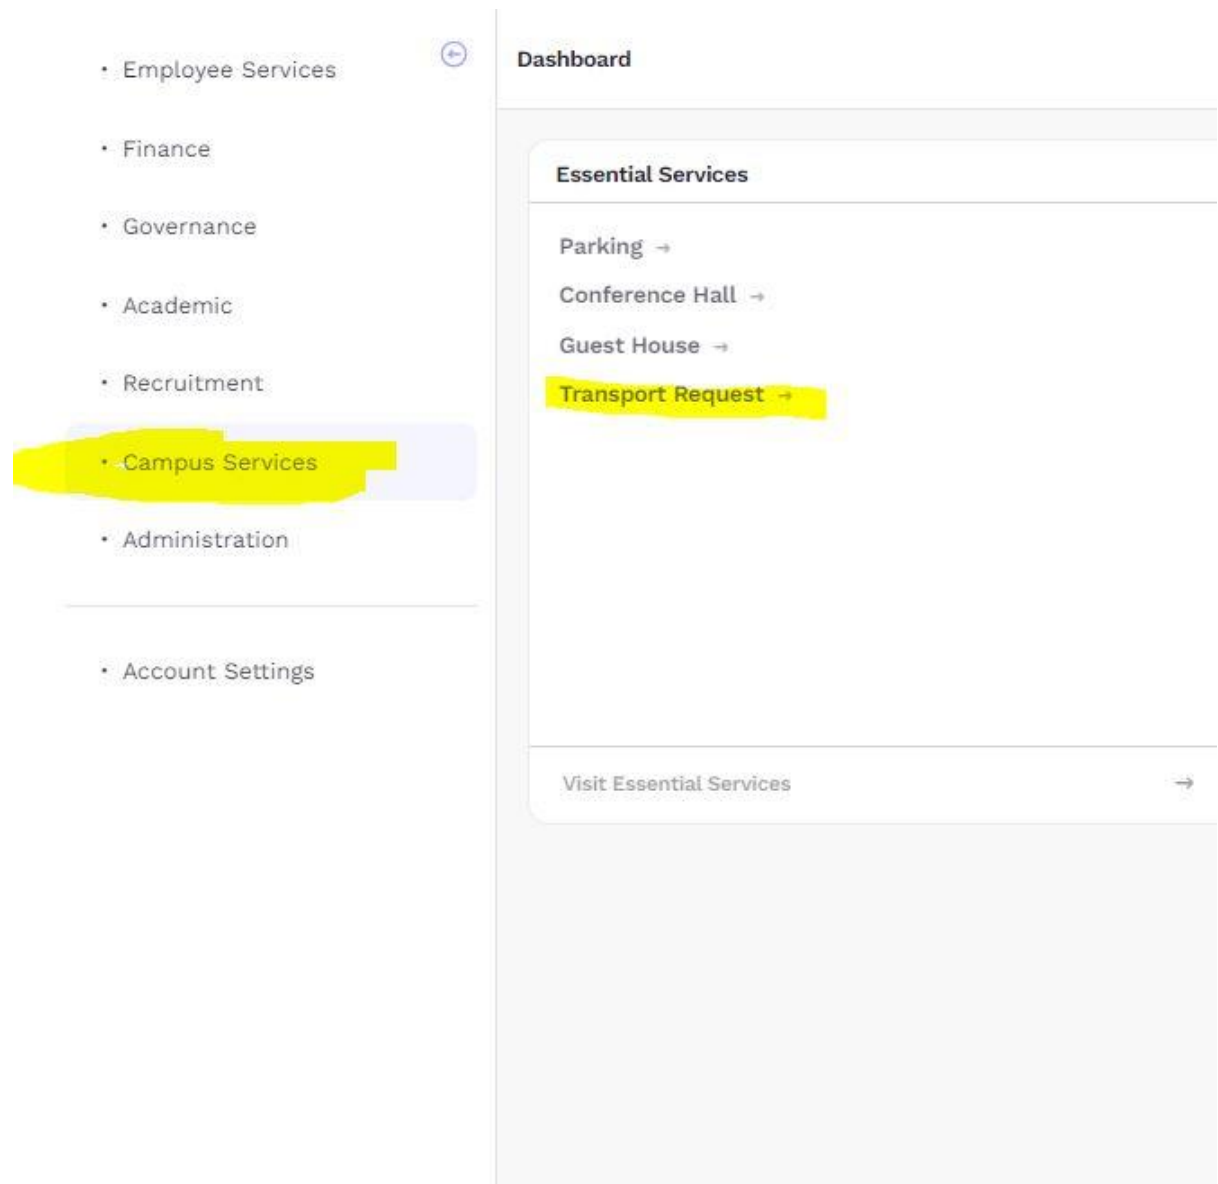 • Employee Services
• Finance
• Governance
• Academic
• Recruitment
• Campus Services
• Administration
• Account Settings
Dashboard
Essential Services
Parking →
Conference Hall →
Guest House →
Transport Request →
Visit Essential Services →